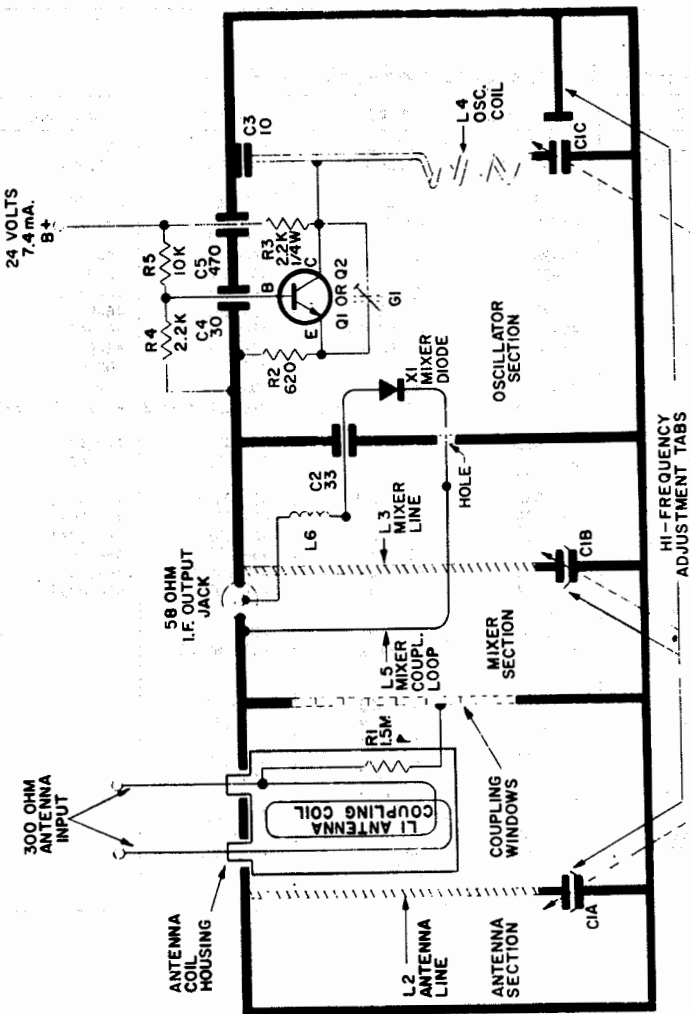 24 VOLTS
7.4 mA.
B+
R5
10K
R4
2.2K
C5
470
C4
30
C3
10
R3
2.2K
1/4W
B
C
E
Q1 OR Q2
G1
R2
620
L4
OSC.
COIL
C1C
OSCILLATOR
SECTION
X1
MIXER
DIODE
C2
33
HOLE
58 OHM
I.F. OUTPUT
JACK
L6
L3
MIXER
LINE
C1B
L5
MIXER
COUPL.
LOOP
MIXER
SECTION
HI-FREQUENCY
ADJUSTMENT TABS
300 OHM
ANTENNA
INPUT
R1
1.5M
L1 ANTENNA
COUPLING COIL
COUPLING
WINDOWS
ANTENNA
COIL
HOUSING
L2
ANTENNA
LINE
ANTENNA
SECTION
C1A